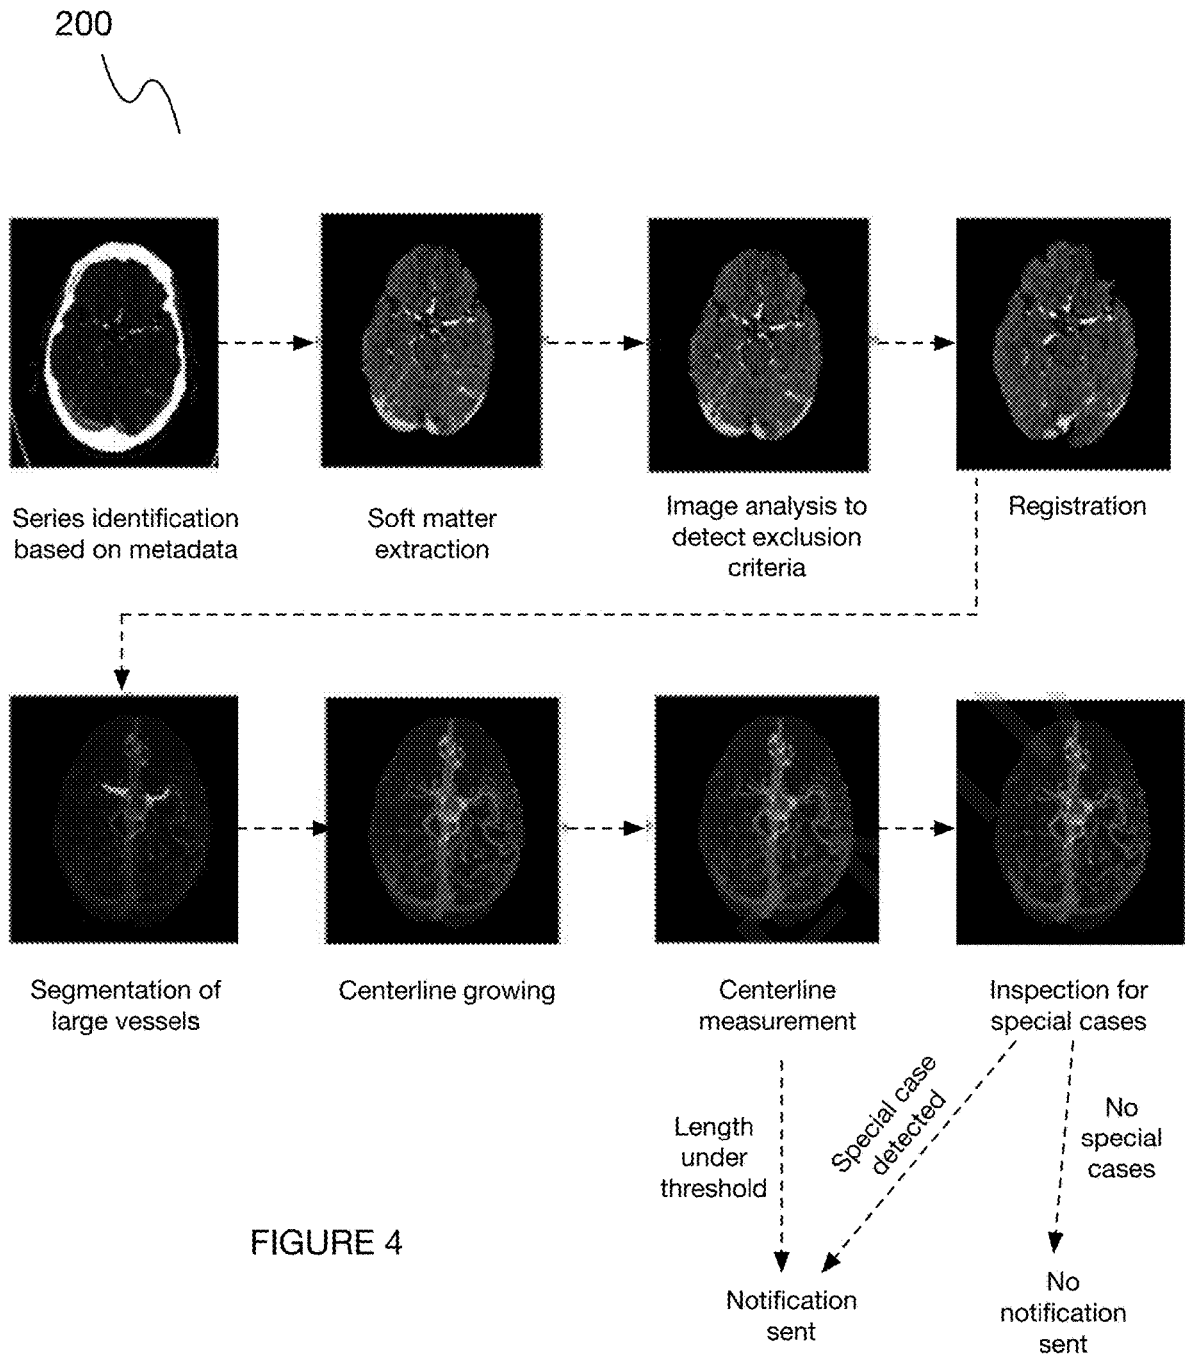 200
Series identification
based on metadata
Soft matter
extraction
Image analysis to
detect exclusion
criteria
Registration
Segmentation of
large vessels
Centerline growing
Centerline
measurement
Inspection for
special cases
Length
under
threshold
Special case
detected
No
special
cases
FIGURE 4
Notification
sent
No
notification
sent